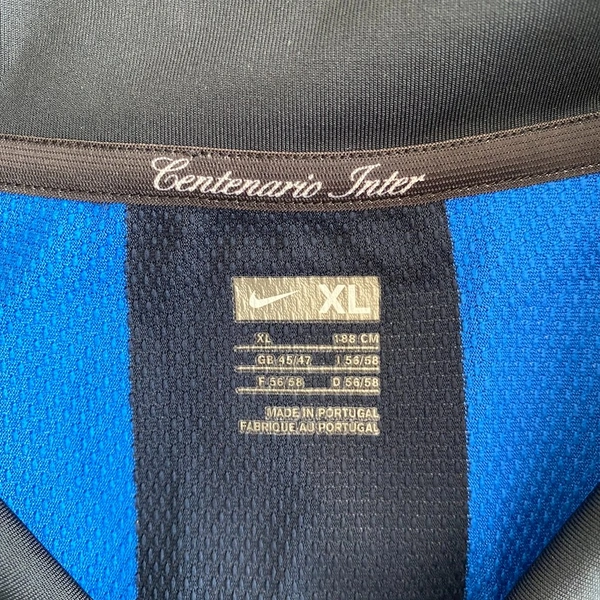 Centenario Inter
XL
XL 188 CM
GB 45/47 I 56/58
F 56/58 D 56/58
MADE IN PORTUGAL
FABRIQUE AU PORTUGAL